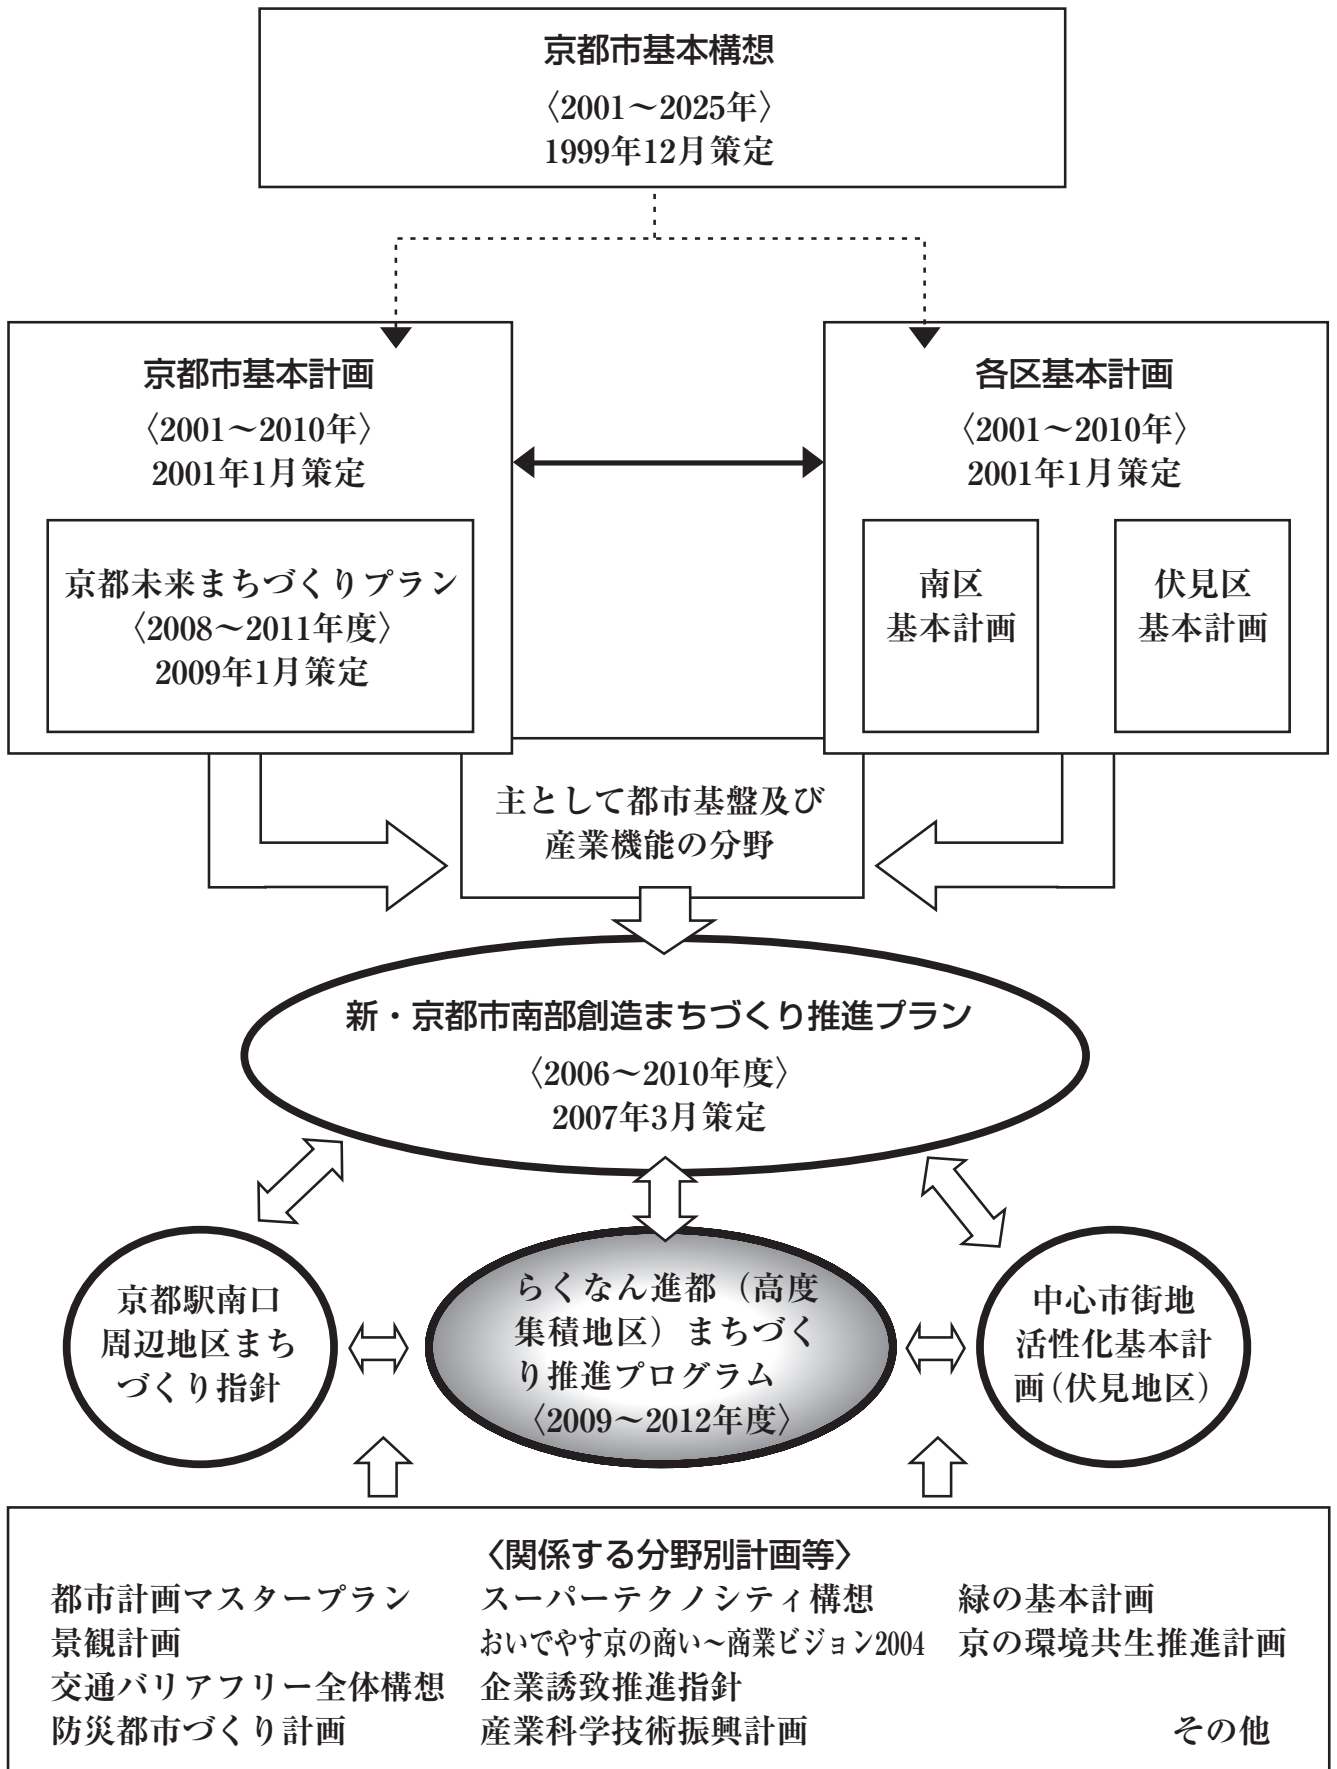 京都市基本構想
〈2001〜2025年〉
1999年12月策定
京都市基本計画
〈2001〜2010年〉
2001年1月策定
京都未来まちづくりプラン
〈2008〜2011年度〉
2009年1月策定
各区基本計画
〈2001〜2010年〉
2001年1月策定
南区
基本計画
伏見区
基本計画
主として都市基盤及び
産業機能の分野
新・京都市南部創造まちづくり推進プラン
〈2006〜2010年度〉
2007年3月策定
京都駅南口
周辺地区まち
づくり指針
らくなん進都（高度
集積地区）まちづく
り推進プログラム
〈2009〜2012年度〉
中心市街地
活性化基本計
画（伏見地区）
〈関係する分野別計画等〉
都市計画マスタープラン
景観計画
交通バリアフリー全体構想
防災都市づくり計画
スーパーテクノシティ構想
おいでやす京の商い〜商業ビジョン2004
企業誘致推進指針
産業科学技術振興計画
緑の基本計画
京の環境共生推進計画
その他